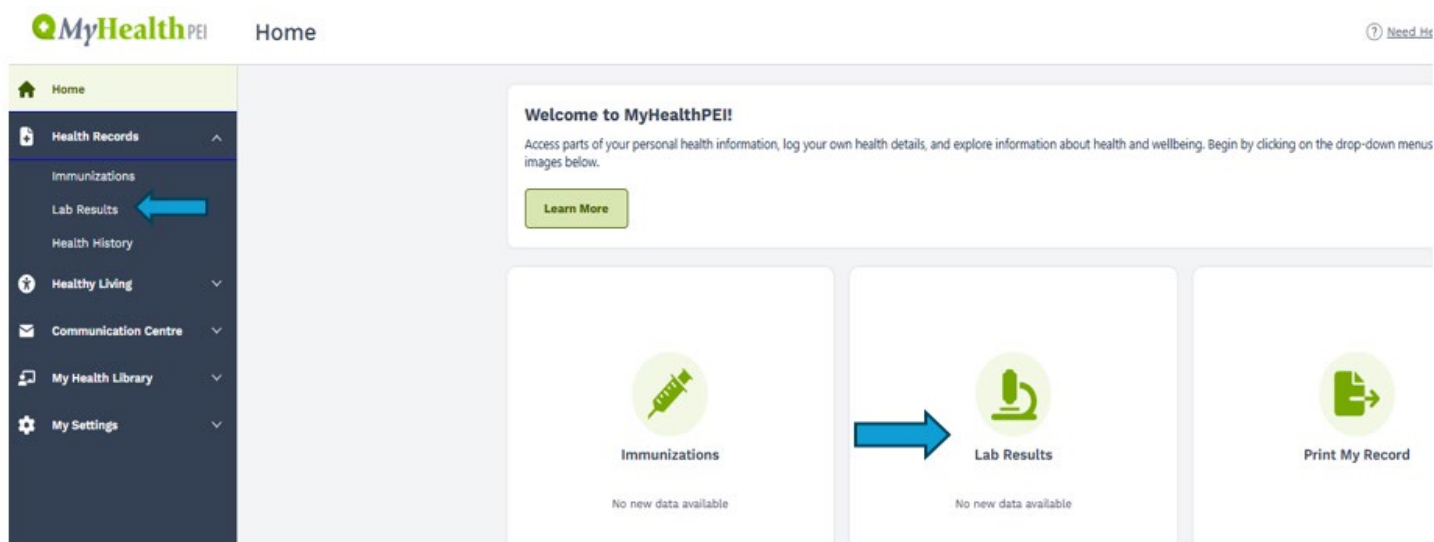 MyHealth PEI
Home
Need He
Home
Health Records
Immunizations
Lab Results
Health History
Healthy Living
Communication Centre
My Health Library
My Settings
Welcome to MyHealthPEI!
Access parts of your personal health information, log your own health details, and explore information about health and wellbeing. Begin by clicking on the drop-down menus
images below.
Learn More
Immunizations
No new data available
Lab Results
No new data available
Print My Record